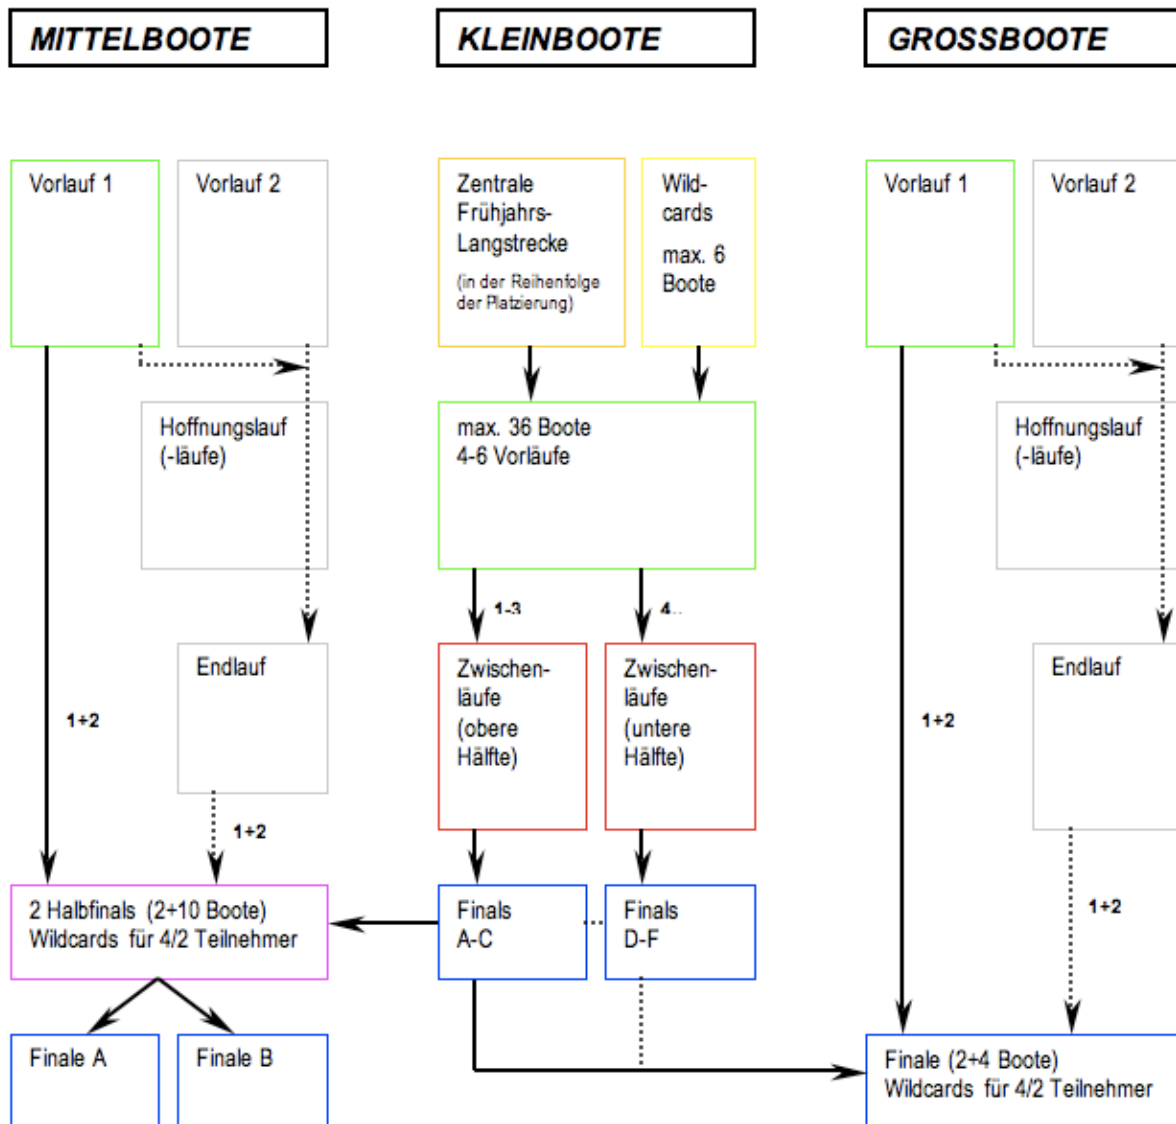 MITTELBOOTE
KLEINBOOTE
GROSSBOOTE
Vorlauf 1
Vorlauf 2
Zentrale
Frühjahrs-
Langstrecke
(in der Reihenfolge
der Platzierung)
Wild-
cards
max. 6
Boote
Vorlauf 1
Vorlauf 2
Hoffnungslauf
(-läufe)
max. 36 Boote
4-6 Vorläufe
Hoffnungslauf
(-läufe)
1-3
4..
Endlauf
Zwischen-
läufe
(obere
Hälfte)
Zwischen-
läufe
(untere
Hälfte)
Endlauf
1+2
1+2
1+2
1+2
2 Halbfinals (2+10 Boote)
Wildcards für 4/2 Teilnehmer
Finals
A-C
Finals
D-F
Finale A
Finale B
Finale (2+4 Boote)
Wildcards für 4/2 Teilnehmer